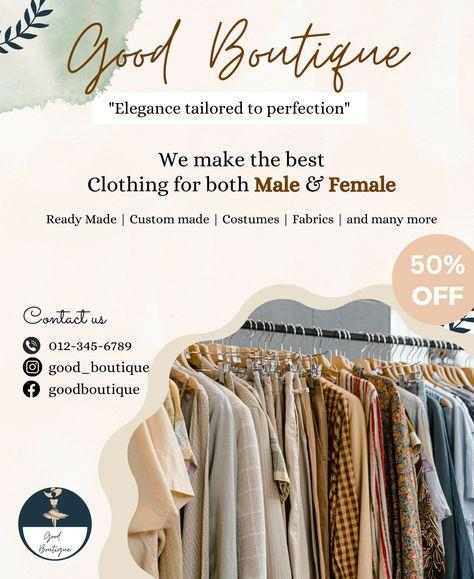 Good Boutique
"Elegance tailored to perfection"
We make the best
Clothing for both Male & Female
Ready Made | Custom made | Costumes | Fabrics | and many more
50%
OFF
Contact us
012-345-6789
good_boutique
goodboutique
Good
Boutique